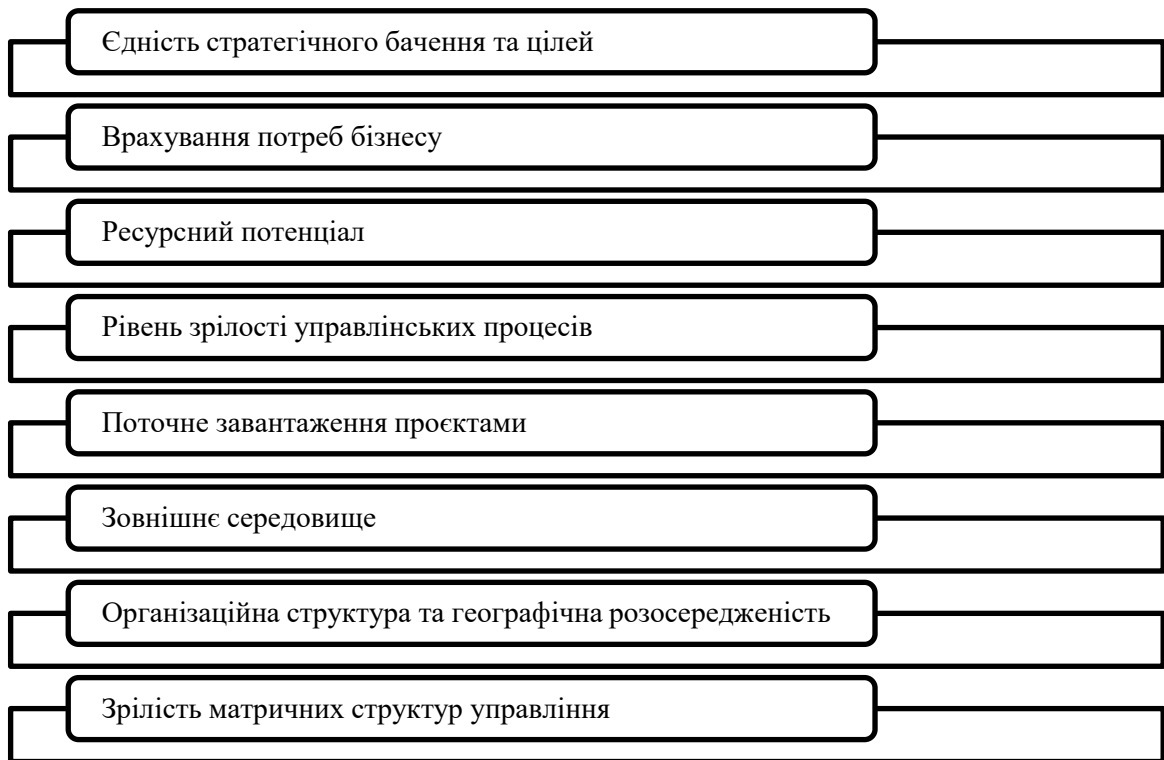 Єдність стратегічного бачення та цілей
Врахування потреб бізнесу
Ресурсний потенціал
Рівень зрілості управлінських процесів
Поточне завантаження проєктами
Зовнішнє середовище
Організаційна структура та географічна розосередженість
Зрілість матричних структур управління